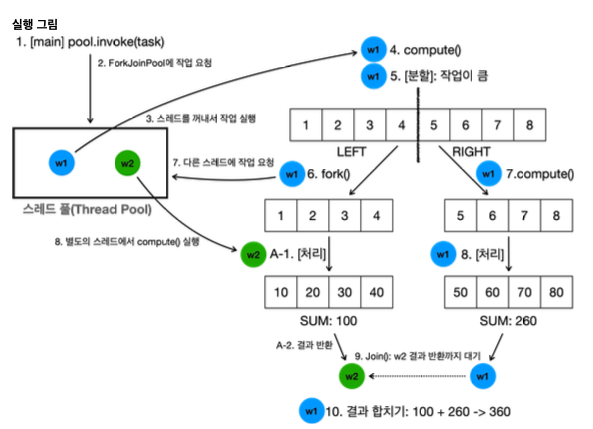 실행 그림
1. [main] pool.invoke(task)
2. ForkJoinPool에 작업 요청
w1 4. compute()
w1 5. [분할]: 작업이 큼
3. 스레드를 꺼내서 작업 실행
1 2 3 4 5 6 7 8
LEFT RIGHT
w1 w2
7. 다른 스레드에 작업 요청
w1 6. fork()
w1 7.compute()
스레드 풀(Thread Pool)
1 2 3 4
5 6 7 8
8. 별도의 스레드에서 compute() 실행
w2 A-1. [처리]
w1 8. [처리]
10 20 30 40
50 60 70 80
SUM: 100
SUM: 260
A-2. 결과 반환
9. Join(): w2 결과 반환까지 대기
w2
w1
w1 10. 결과 합치기: 100 + 260 -> 360